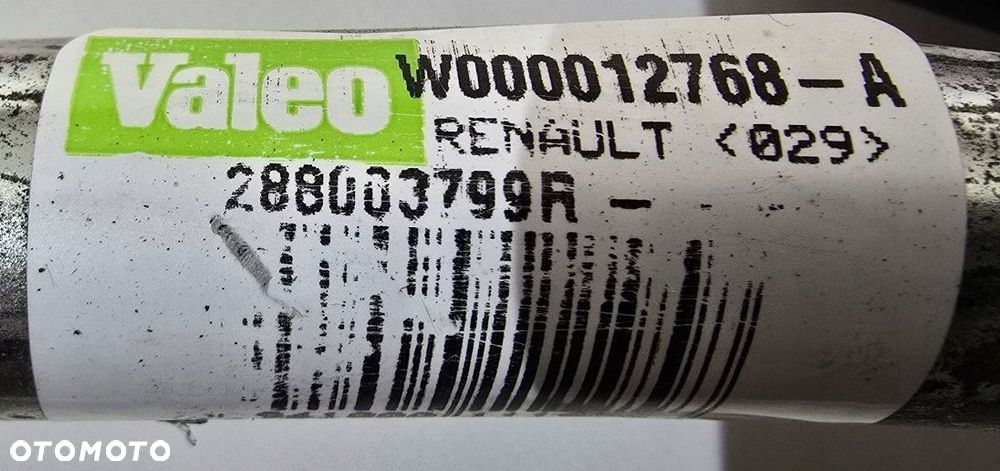 Valeo W000012768-A
RENAULT <029>
288003799R -
OTOMOTO